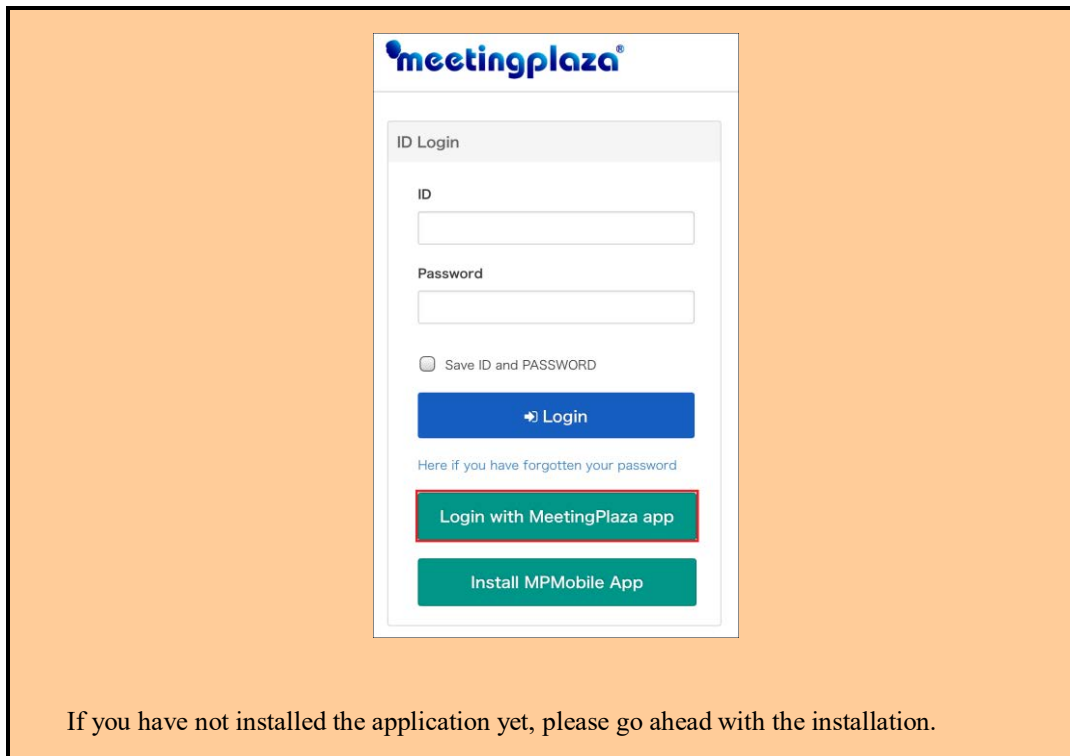 meetingplaza®
ID Login
ID
Password
Save ID and PASSWORD
Login
Here if you have forgotten your password
Login with MeetingPlaza app
Install MPMobile App
If you have not installed the application yet, please go ahead with the installation.